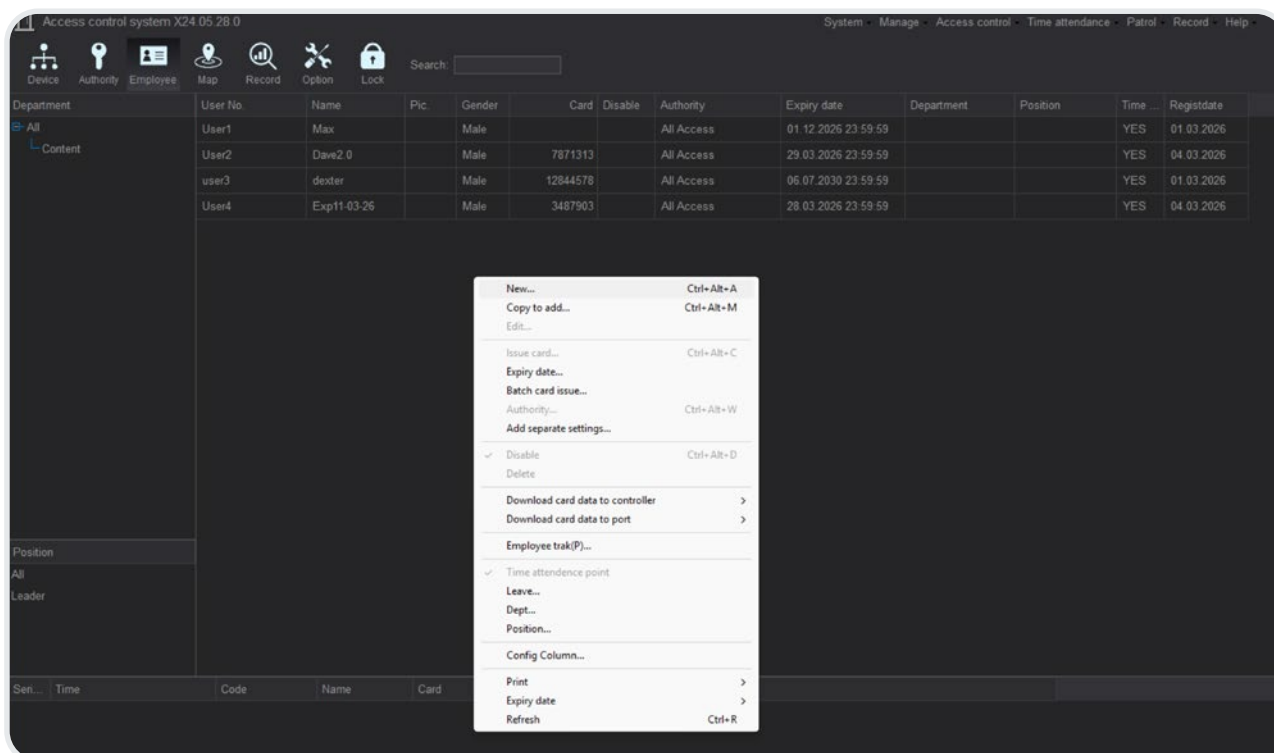 Access control system X24.05.28.0 System Manage Access control Time attendance Patrol Record Help
Device Authority Employee Map Record Option Lock Search:
Department User No. Name Pic. Gender Card Disable Authority Expiry date Department Position Time ... Registdate
All User1 Max Male All Access 01.12.2026 23:59:59 YES 01.03.2026
Content User2 Dave2.0 Male 7871313 All Access 29.03.2026 23:59:59 YES 04.03.2026
user3 dexter Male 12844578 All Access 06.07.2030 23:59:59 YES 01.03.2026
User4 Exp11-03-26 Male 3487903 All Access 28.03.2026 23:59:59 YES 04.03.2026
New... Ctrl+Alt+A
Copy to add... Ctrl+Alt+M
Edit...
Issue card... Ctrl+Alt+C
Expiry date...
Batch card issue...
Authority... Ctrl+Alt+W
Add separate settings...
Disable Ctrl+Alt+D
Delete
Download card data to controller
Download card data to port
Employee trak(P)...
Time attendence point
Leave...
Dept...
Position...
Config Column...
Print
Expiry date
Refresh Ctrl+R
Position
All
Leader
Seri... Time Code Name Card